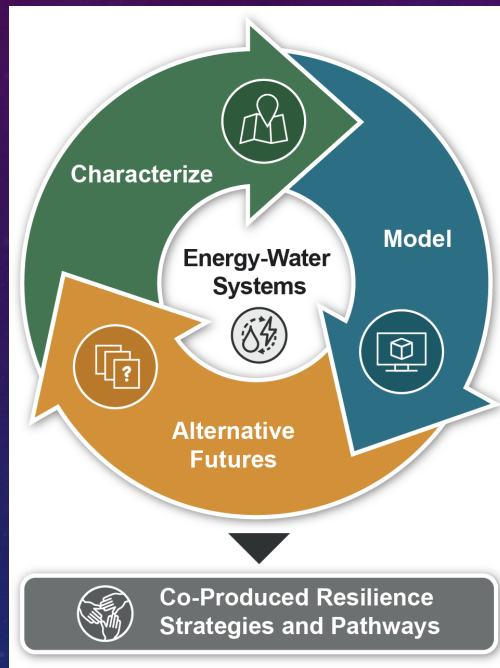 Characterize
Model
Energy-Water
Systems
?
Alternative
Futures
Co-Produced Resilience
Strategies and Pathways